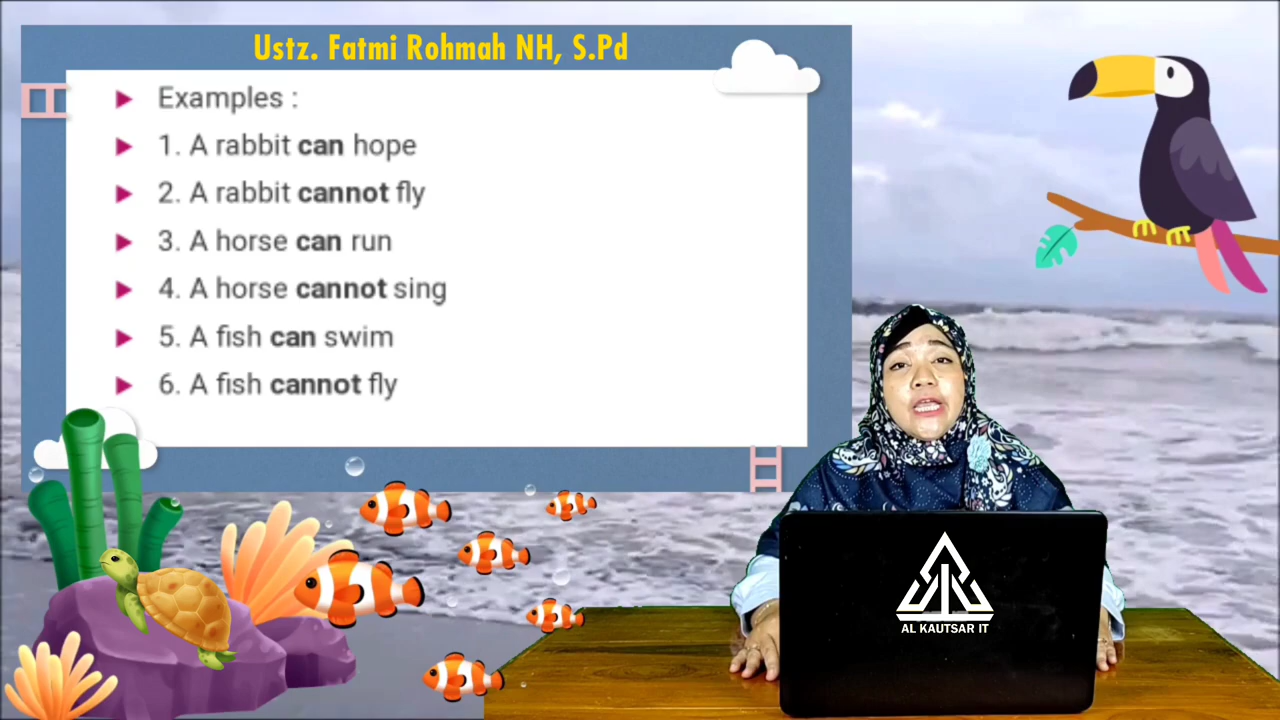 Ustz. Fatmi Rohmah NH, S.Pd
Examples :
1. A rabbit can hope
2. A rabbit cannot fly
3. A horse can run
4. A horse cannot sing
5. A fish can swim
6. A fish cannot fly
AL KAUTSAR IT